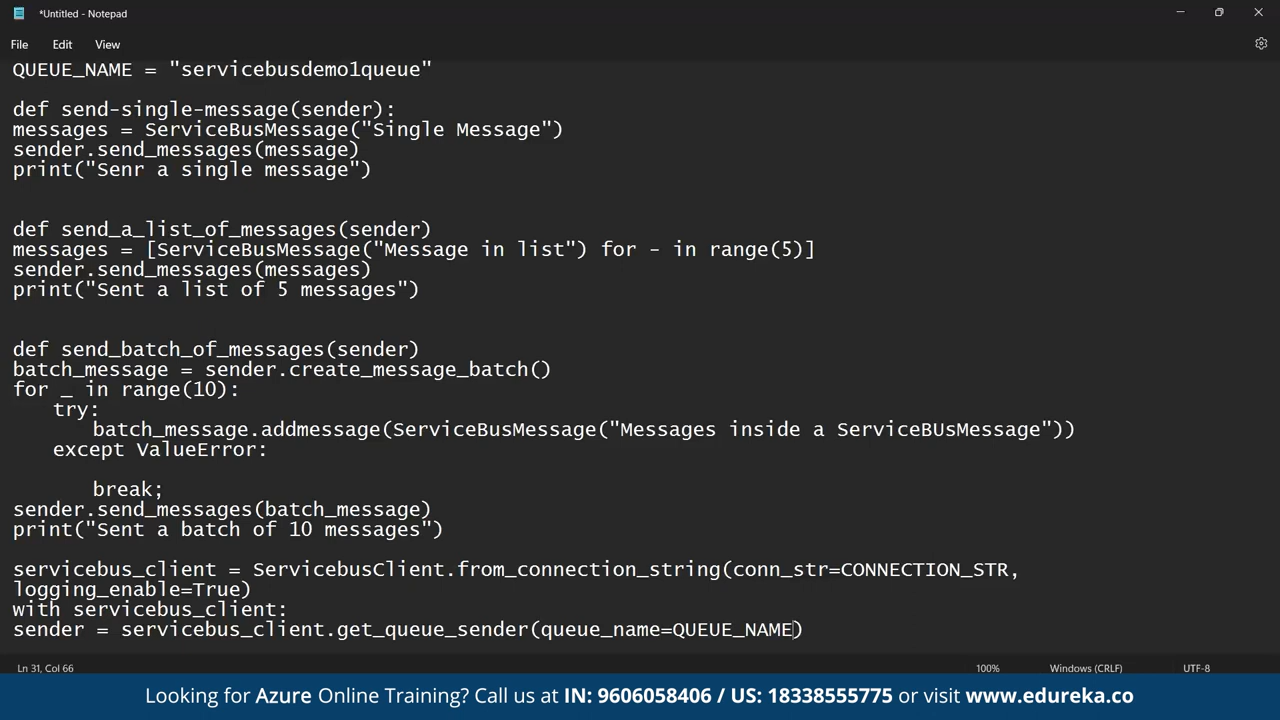 *Untitled - Notepad
File Edit View
QUEUE_NAME = "servicebusdemo1queue"
def send-single-message(sender):
messages = ServiceBusMessage("Single Message")
sender.send_messages(message)
print("Senr a single message")
def send_a_list_of_messages(sender)
messages = [ServiceBusMessage("Message in list") for - in range(5)]
sender.send_messages(messages)
print("Sent a list of 5 messages")
def send_batch_of_messages(sender)
batch_message = sender.create_message_batch()
for _ in range(10):
try:
batch_message.addmessage(ServiceBUsMessage("Messages inside a ServiceBUsMessage"))
except ValueError:
break;
sender.send_messages(batch_message)
print("Sent a batch of 10 messages")
servicebus_client = ServicebusClient.from_connection_string(conn_str=CONNECTION_STR,
logging_enable=True)
with servicebus_client:
sender = servicebus_client.get_queue_sender(queue_name=QUEUE_NAME)
Ln 31, Col 66 100% Windows (CRLF) UTF-8
Looking for Azure Online Training? Call us at IN: 9606058406 / US: 18338555775 or visit www.edureka.co